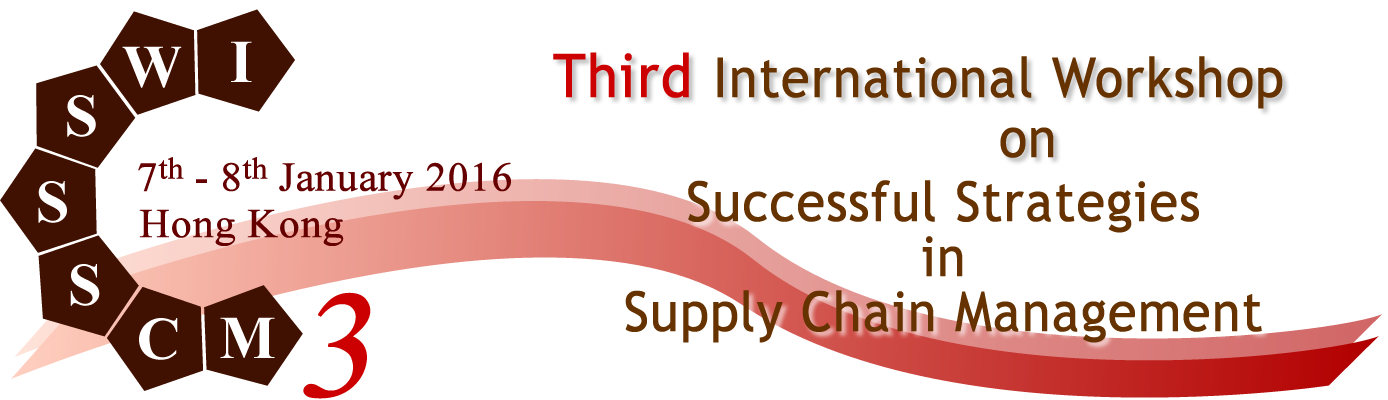 I
W
S
S
S
C
M
3
7th - 8th January 2016
Hong Kong
Third International Workshop
on
Successful Strategies
in
Supply Chain Management